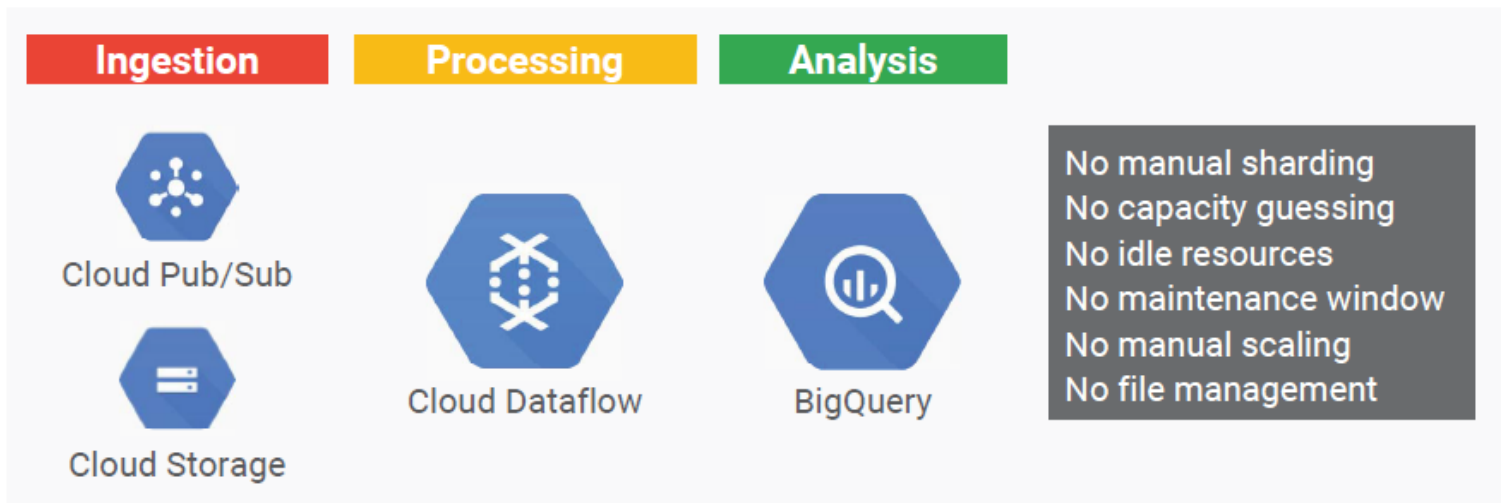 Ingestion
Processing
Analysis
Cloud Pub/Sub
Cloud Storage
Cloud Dataflow
BigQuery
No manual sharding
No capacity guessing
No idle resources
No maintenance window
No manual scaling
No file management